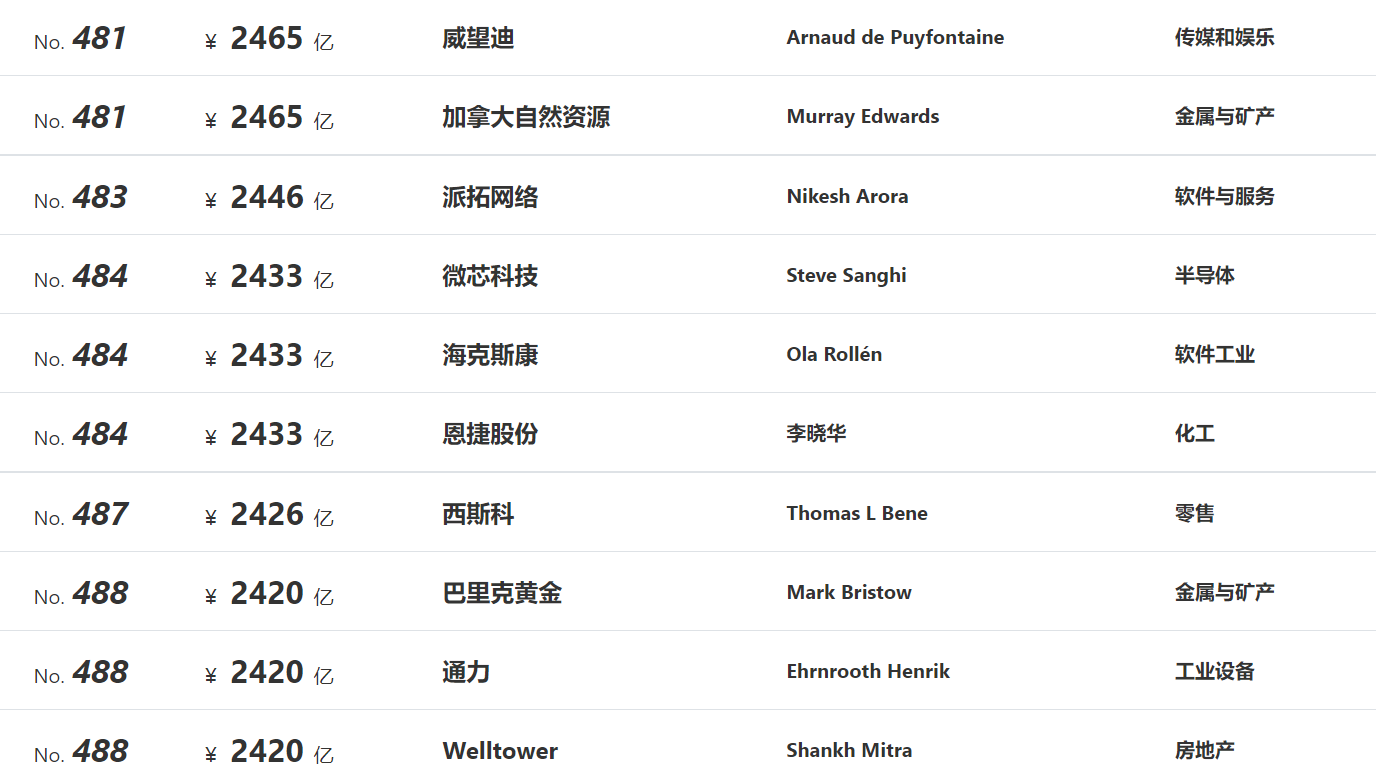 No. 481 ¥ 2465 亿 威望迪 Arnaud de Puyfontaine 传媒和娱乐
No. 481 ¥ 2465 亿 加拿大自然资源 Murray Edwards 金属与矿产
No. 483 ¥ 2446 亿 派拓网络 Nikesh Arora 软件与服务
No. 484 ¥ 2433 亿 微芯科技 Steve Sanghi 半导体
No. 484 ¥ 2433 亿 海克斯康 Ola Rollén 软件工业
No. 484 ¥ 2433 亿 恩捷股份 李晓华 化工
No. 487 ¥ 2426 亿 西斯科 Thomas L Bene 零售
No. 488 ¥ 2420 亿 巴里克黄金 Mark Bristow 金属与矿产
No. 488 ¥ 2420 亿 通力 Ehrnrooth Henrik 工业设备
No. 488 ¥ 2420 亿 Welltower Shankh Mitra 房地产